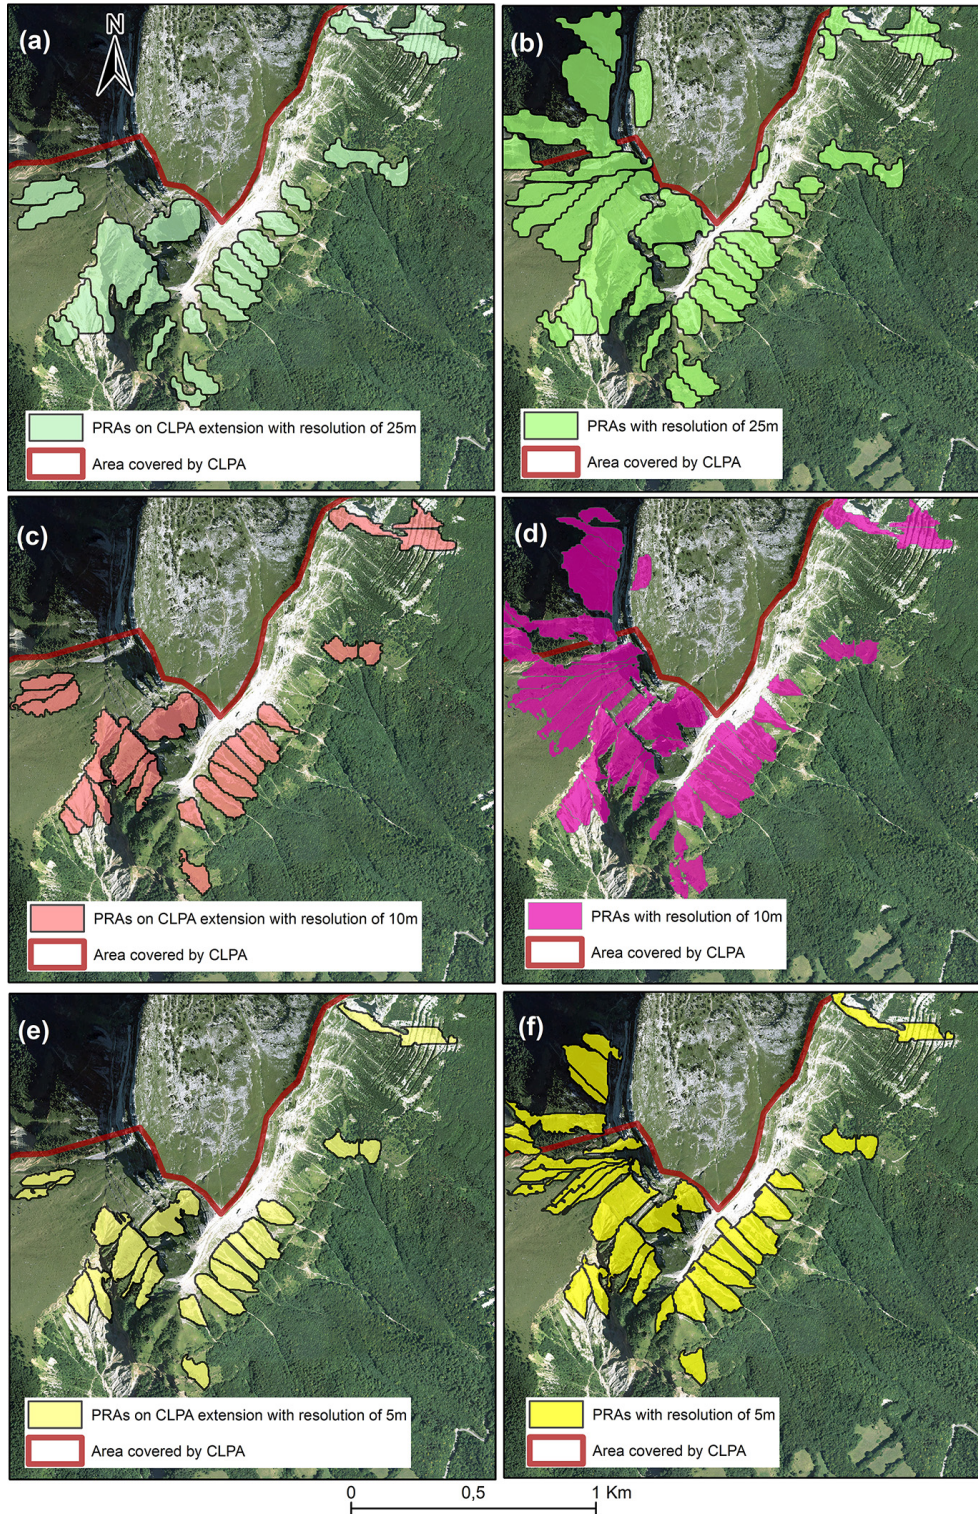 (a)
N
PRAs on CLPA extension with resolution of 25m
Area covered by CLPA
(b)
PRAs with resolution of 25m
Area covered by CLPA
(c)
PRAs on CLPA extension with resolution of 10m
Area covered by CLPA
(d)
PRAs with resolution of 10m
Area covered by CLPA
(e)
PRAs on CLPA extension with resolution of 5m
Area covered by CLPA
(f)
PRAs with resolution of 5m
Area covered by CLPA
0 0,5 1 Km